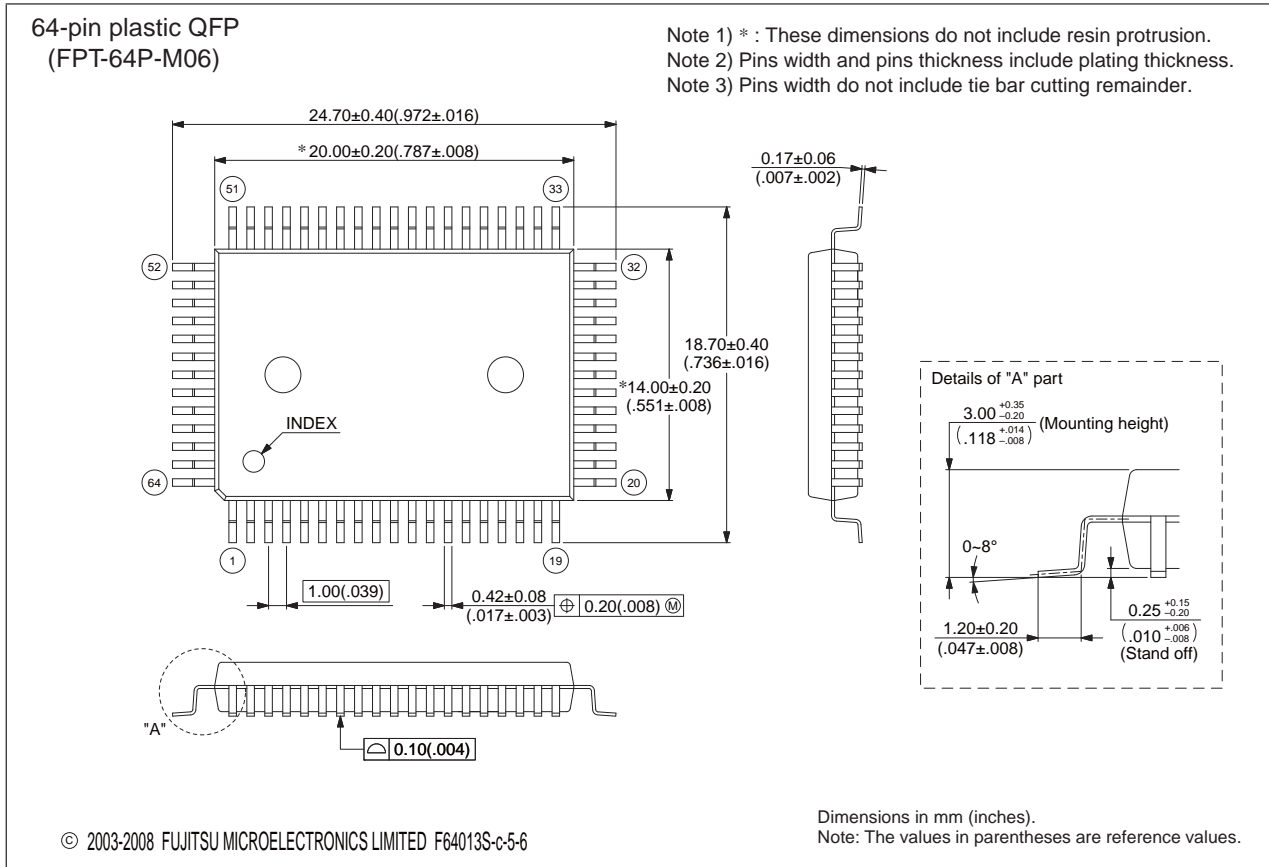 64-pin plastic QFP
(FPT-64P-M06)
Note 1) * : These dimensions do not include resin protrusion.
Note 2) Pins width and pins thickness include plating thickness.
Note 3) Pins width do not include tie bar cutting remainder.
24.70±0.40(.972±.016)
*20.00±0.20(.787±.008)
0.17±0.06
(.007±.002)
51
33
52
32
18.70±0.40
(.736±.016)
*14.00±0.20
(.551±.008)
INDEX
64
20
1
19
1.00(.039)
0.42±0.08
(.017±.003)
⌖ 0.20(.008) Ⓜ
Details of "A" part
3.00 +0.35 –0.20 (Mounting height)
(.118 +.014 –.008)
0~8°
1.20±0.20
(.047±.008)
0.25 +0.15 –0.20
(.010 +.006 –.008)
(Stand off)
"A"
⌓ 0.10(.004)
© 2003-2008 FUJITSU MICROELECTRONICS LIMITED F64013S-c-5-6
Dimensions in mm (inches).
Note: The values in parentheses are reference values.